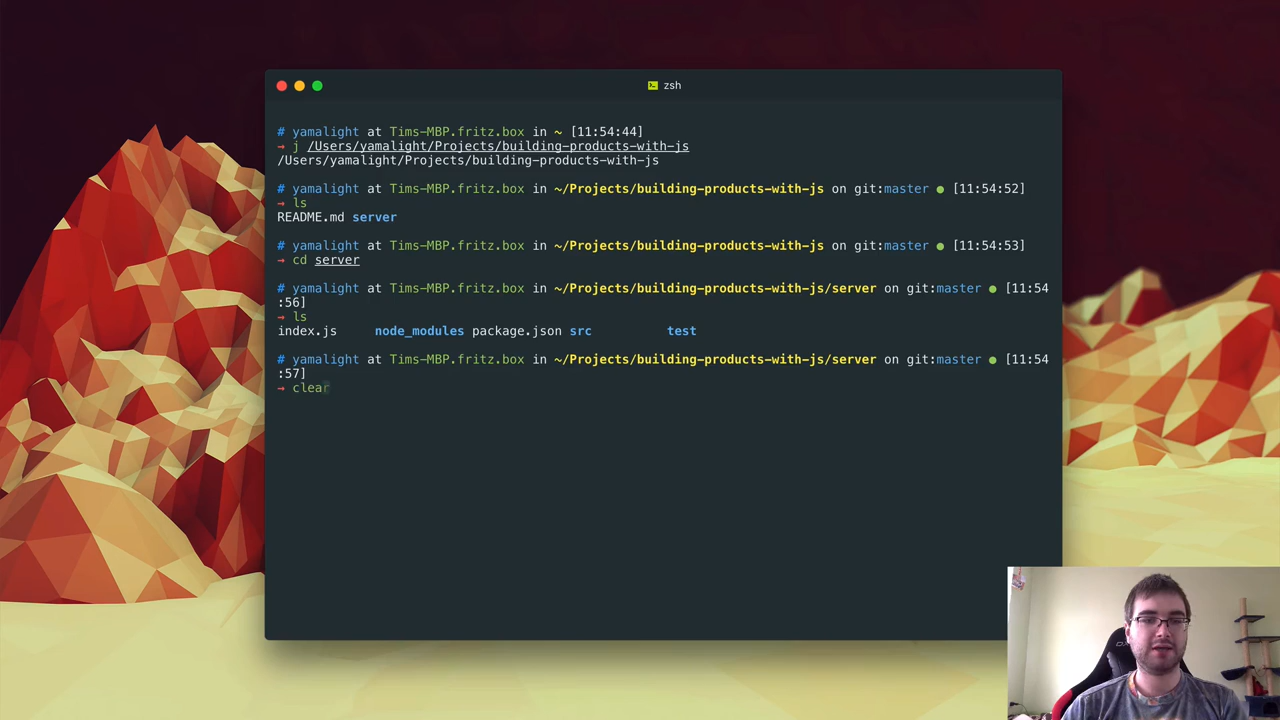 zsh
# yamalight at Tims-MBP.fritz.box in ~ [11:54:44]
→ j /Users/yamalight/Projects/building-products-with-js
/Users/yamalight/Projects/building-products-with-js
# yamalight at Tims-MBP.fritz.box in ~/Projects/building-products-with-js on git:master ● [11:54:52]
→ ls
README.md server
# yamalight at Tims-MBP.fritz.box in ~/Projects/building-products-with-js on git:master ● [11:54:53]
→ cd server
# yamalight at Tims-MBP.fritz.box in ~/Projects/building-products-with-js/server on git:master ● [11:54
:56]
→ ls
index.js node_modules package.json src test
# yamalight at Tims-MBP.fritz.box in ~/Projects/building-products-with-js/server on git:master ● [11:54
:57]
→ clear